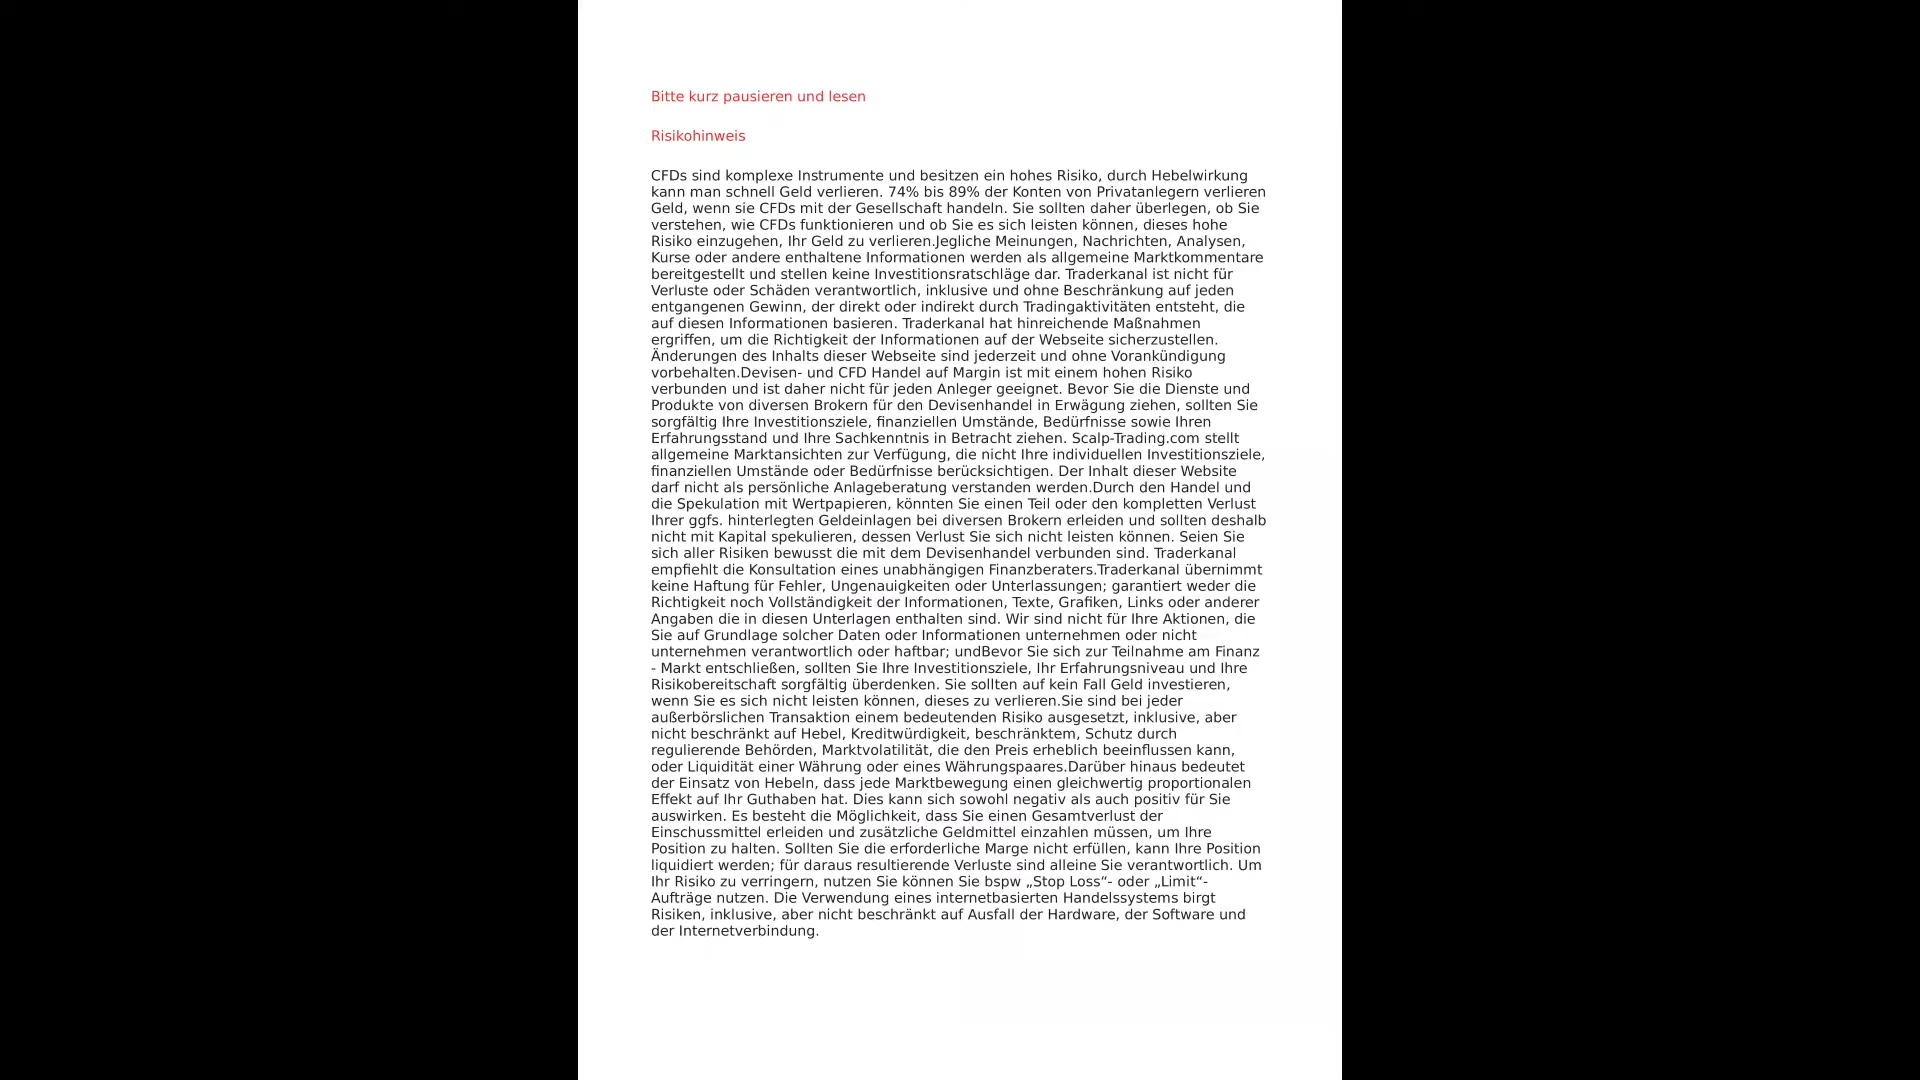 Bitte kurz pausieren und lesen
Risikohinweis
CFDs sind komplexe Instrumente und besitzen ein hohes Risiko, durch Hebelwirkung
kann man schnell Geld verlieren. 74% bis 89% der Konten von Privatanlegern verlieren
Geld, wenn sie CFDs mit der Gesellschaft handeln. Sie sollten daher überlegen, ob Sie
verstehen, wie CFDs funktionieren und ob Sie es sich leisten können, dieses hohe
Risiko einzugehen, Ihr Geld zu verlieren.Jegliche Meinungen, Nachrichten, Analysen,
Kurse oder andere enthaltene Informationen werden als allgemeine Marktkommentare
bereitgestellt und stellen keine Investitionsratschläge dar. Traderkanal ist nicht für
Verluste oder Schäden verantwortlich, inklusive und ohne Beschränkung auf jeden
entgangenen Gewinn, der direkt oder indirekt durch Tradingaktivitäten entsteht, die
auf diesen Informationen basieren. Traderkanal hat hinreichende Maßnahmen
ergriffen, um die Richtigkeit der Informationen auf der Webseite sicherzustellen.
Änderungen des Inhalts dieser Webseite sind jederzeit und ohne Vorankündigung
vorbehalten.Devisen- und CFD Handel auf Margin ist mit einem hohen Risiko
verbunden und ist daher nicht für jeden Anleger geeignet. Bevor Sie die Dienste und
Produkte von diversen Brokern für den Devisenhandel in Erwägung ziehen, sollten Sie
sorgfältig Ihre Investitionsziele, finanziellen Umstände, Bedürfnisse sowie Ihren
Erfahrungsstand und Ihre Sachkenntnis in Betracht ziehen. Scalp-Trading.com stellt
allgemeine Marktansichten zur Verfügung, die nicht Ihre individuellen Investitionsziele,
finanziellen Umstände oder Bedürfnisse berücksichtigen. Der Inhalt dieser Website
darf nicht als persönliche Anlageberatung verstanden werden.Durch den Handel und
die Spekulation mit Wertpapieren, könnten Sie einen Teil oder den kompletten Verlust
Ihrer ggfs. hinterlegten Geldeinlagen bei diversen Brokern erleiden und sollten deshalb
nicht mit Kapital spekulieren, dessen Verlust Sie sich nicht leisten können. Seien Sie
sich aller Risiken bewusst die mit dem Devisenhandel verbunden sind. Traderkanal
empfiehlt die Konsultation eines unabhängigen Finanzberaters.Traderkanal übernimmt
keine Haftung für Fehler, Ungenauigkeiten oder Unterlassungen; garantiert weder die
Richtigkeit noch Vollständigkeit der Informationen, Texte, Grafiken, Links oder anderer
Angaben die in diesen Unterlagen enthalten sind. Wir sind nicht für Ihre Aktionen, die
Sie auf Grundlage solcher Daten oder Informationen unternehmen oder nicht
unternehmen verantwortlich oder haftbar; undBevor Sie sich zur Teilnahme am Finanz
- Markt entschließen, sollten Sie Ihre Investitionsziele, Ihr Erfahrungsniveau und Ihre
Risikobereitschaft sorgfältig überdenken. Sie sollten auf kein Fall Geld investieren,
wenn Sie es sich nicht leisten können, dieses zu verlieren.Sie sind bei jeder
außerbörslichen Transaktion einem bedeutenden Risiko ausgesetzt, inklusive, aber
nicht beschränkt auf Hebel, Kreditwürdigkeit, beschränktem, Schutz durch
regulierende Behörden, Marktvolatilität, die den Preis erheblich beeinflussen kann,
oder Liquidität einer Währung oder eines Währungspaares.Darüber hinaus bedeutet
der Einsatz von Hebeln, dass jede Marktbewegung einen gleichwertig proportionalen
Effekt auf Ihr Guthaben hat. Dies kann sich sowohl negativ als auch positiv für Sie
auswirken. Es besteht die Möglichkeit, dass Sie einen Gesamtverlust der
Einschussmittel erleiden und zusätzliche Geldmittel einzahlen müssen, um Ihre
Position zu halten. Sollten Sie die erforderliche Marge nicht erfüllen, kann Ihre Position
liquidiert werden; für daraus resultierende Verluste sind alleine Sie verantwortlich. Um
Ihr Risiko zu verringern, nutzen Sie können Sie bspw „Stop Loss“- oder „Limit“-
Aufträge nutzen. Die Verwendung eines internetbasierten Handelssystems birgt
Risiken, inklusive, aber nicht beschränkt auf Ausfall der Hardware, der Software und
der Internetverbindung.